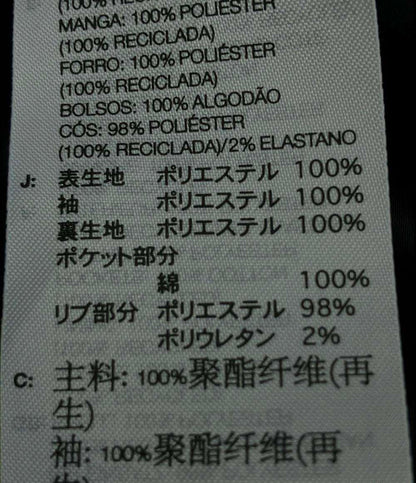 (100% RECICLADA)
MANGA: 100% POLIÉSTER
(100% RECICLADA)
FORRO: 100% POLIÉSTER
(100% RECICLADA)
BOLSOS: 100% ALGODÃO
CÓS: 98% POLIÉSTER
(100% RECICLADA)/2% ELASTANO
J: 表生地 ポリエステル 100%
袖 ポリエステル 100%
裏生地 ポリエステル 100%
ポケット部分
綿 100%
リブ部分 ポリエステル 98%
ポリウレタン 2%
C: 主料: 100%聚酯纤维(再
生)
袖: 100%聚酯纤维(再